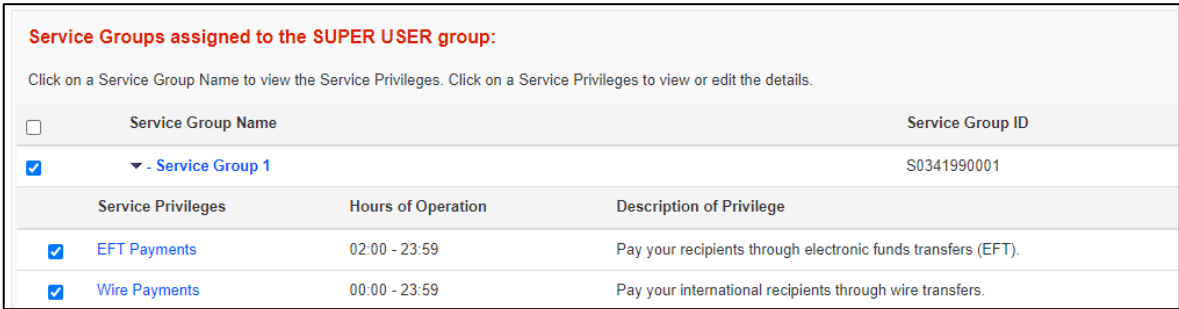 Service Groups assigned to the SUPER USER group:
Click on a Service Group Name to view the Service Privileges. Click on a Service Privileges to view or edit the details.
Service Group Name Service Group ID
- Service Group 1 S0341990001
Service Privileges Hours of Operation Description of Privilege
EFT Payments 02:00 - 23:59 Pay your recipients through electronic funds transfers (EFT).
Wire Payments 00:00 - 23:59 Pay your international recipients through wire transfers.